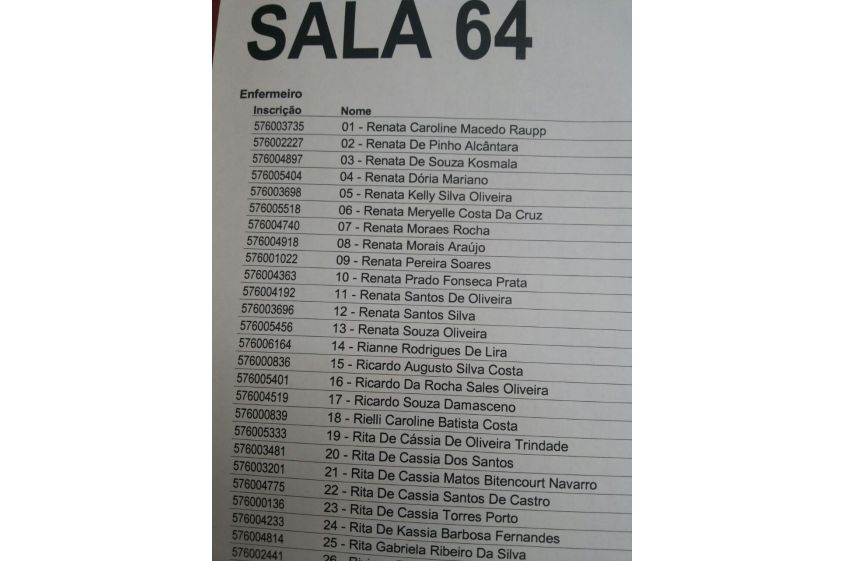 SALA 64
Enfermeiro
Inscrição Nome
576003735 01 - Renata Caroline Macedo Raupp
576002227 02 - Renata De Pinho Alcântara
576004897 03 - Renata De Souza Kosmala
576005404 04 - Renata Dória Mariano
576003698 05 - Renata Kelly Silva Oliveira
576005518 06 - Renata Meryelle Costa Da Cruz
576004740 07 - Renata Moraes Rocha
576004918 08 - Renata Morais Araújo
576001022 09 - Renata Pereira Soares
576004363 10 - Renata Prado Fonseca Prata
576004192 11 - Renata Santos De Oliveira
576003696 12 - Renata Santos Silva
576005456 13 - Renata Souza Oliveira
576006164 14 - Rianne Rodrigues De Lira
576000836 15 - Ricardo Augusto Silva Costa
576005401 16 - Ricardo Da Rocha Sales Oliveira
576004519 17 - Ricardo Souza Damasceno
576000839 18 - Rielli Caroline Batista Costa
576005333 19 - Rita De Cássia De Oliveira Trindade
576003481 20 - Rita De Cassia Dos Santos
576003201 21 - Rita De Cassia Matos Bitencourt Navarro
576004775 22 - Rita De Cassia Santos De Castro
576000136 23 - Rita De Cassia Torres Porto
576004233 24 - Rita De Kassia Barbosa Fernandes
576004814 25 - Rita Gabriela Ribeiro Da Silva
576002441 26 -